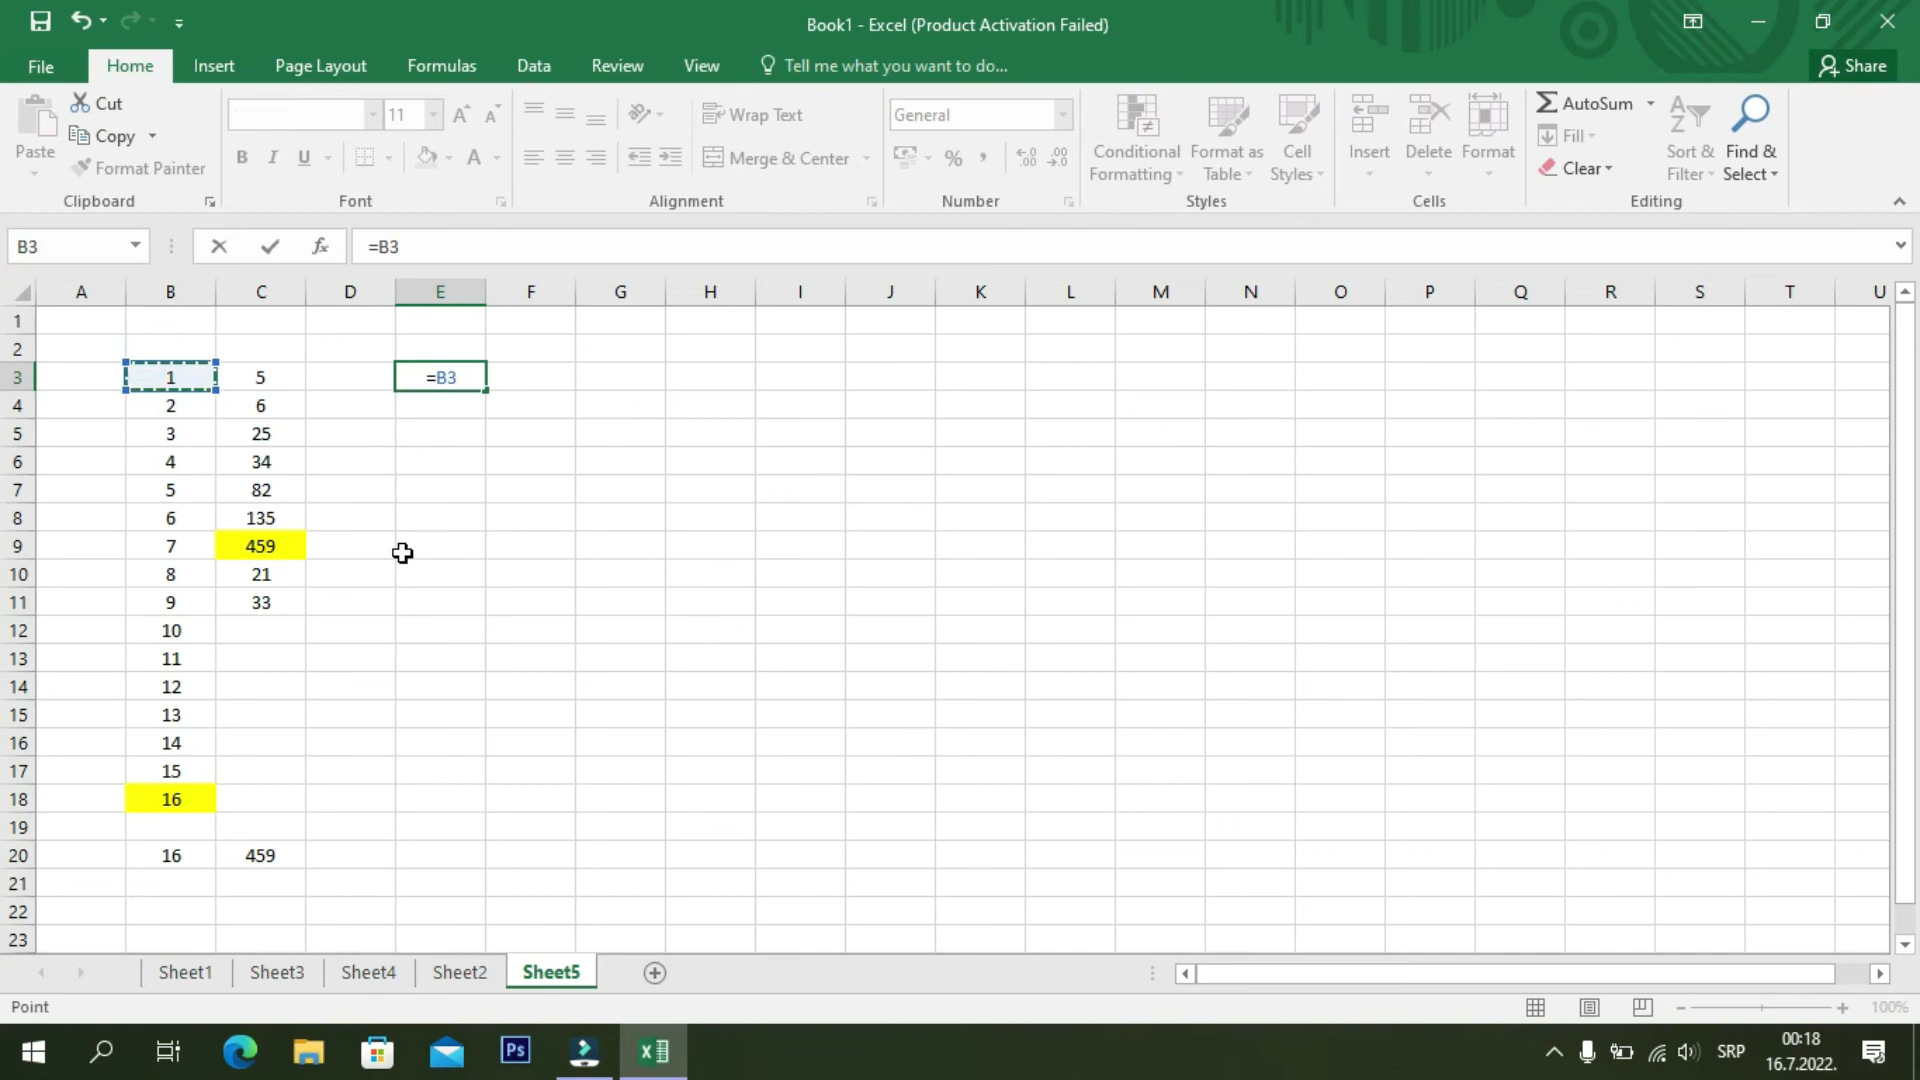 Book1 - Excel (Product Activation Failed)
File Home Insert Page Layout Formulas Data Review View Tell me what you want to do... Share
Paste
Cut
Copy
Format Painter
Clipboard
11
B I U A
Font
Wrap Text
Merge & Center
Alignment
General
%
Number
Conditional Formatting
Format as Table
Cell Styles
Styles
Insert Delete Format
Cells
AutoSum
Fill
Clear
Sort & Filter
Find & Select
Editing
B3 fx =B3
A B C D E F G H I J K L M N O P Q R S T U
1
2
3 1 5 =B3
4 2 6
5 3 25
6 4 34
7 5 82
8 6 135
9 7 459
10 8 21
11 9 33
12 10
13 11
14 12
15 13
16 14
17 15
18 16
19
20 16 459
21
22
23
Sheet1 Sheet3 Sheet4 Sheet2 Sheet5
Point 100%
Ps SRP 00:18
16.7.2022.